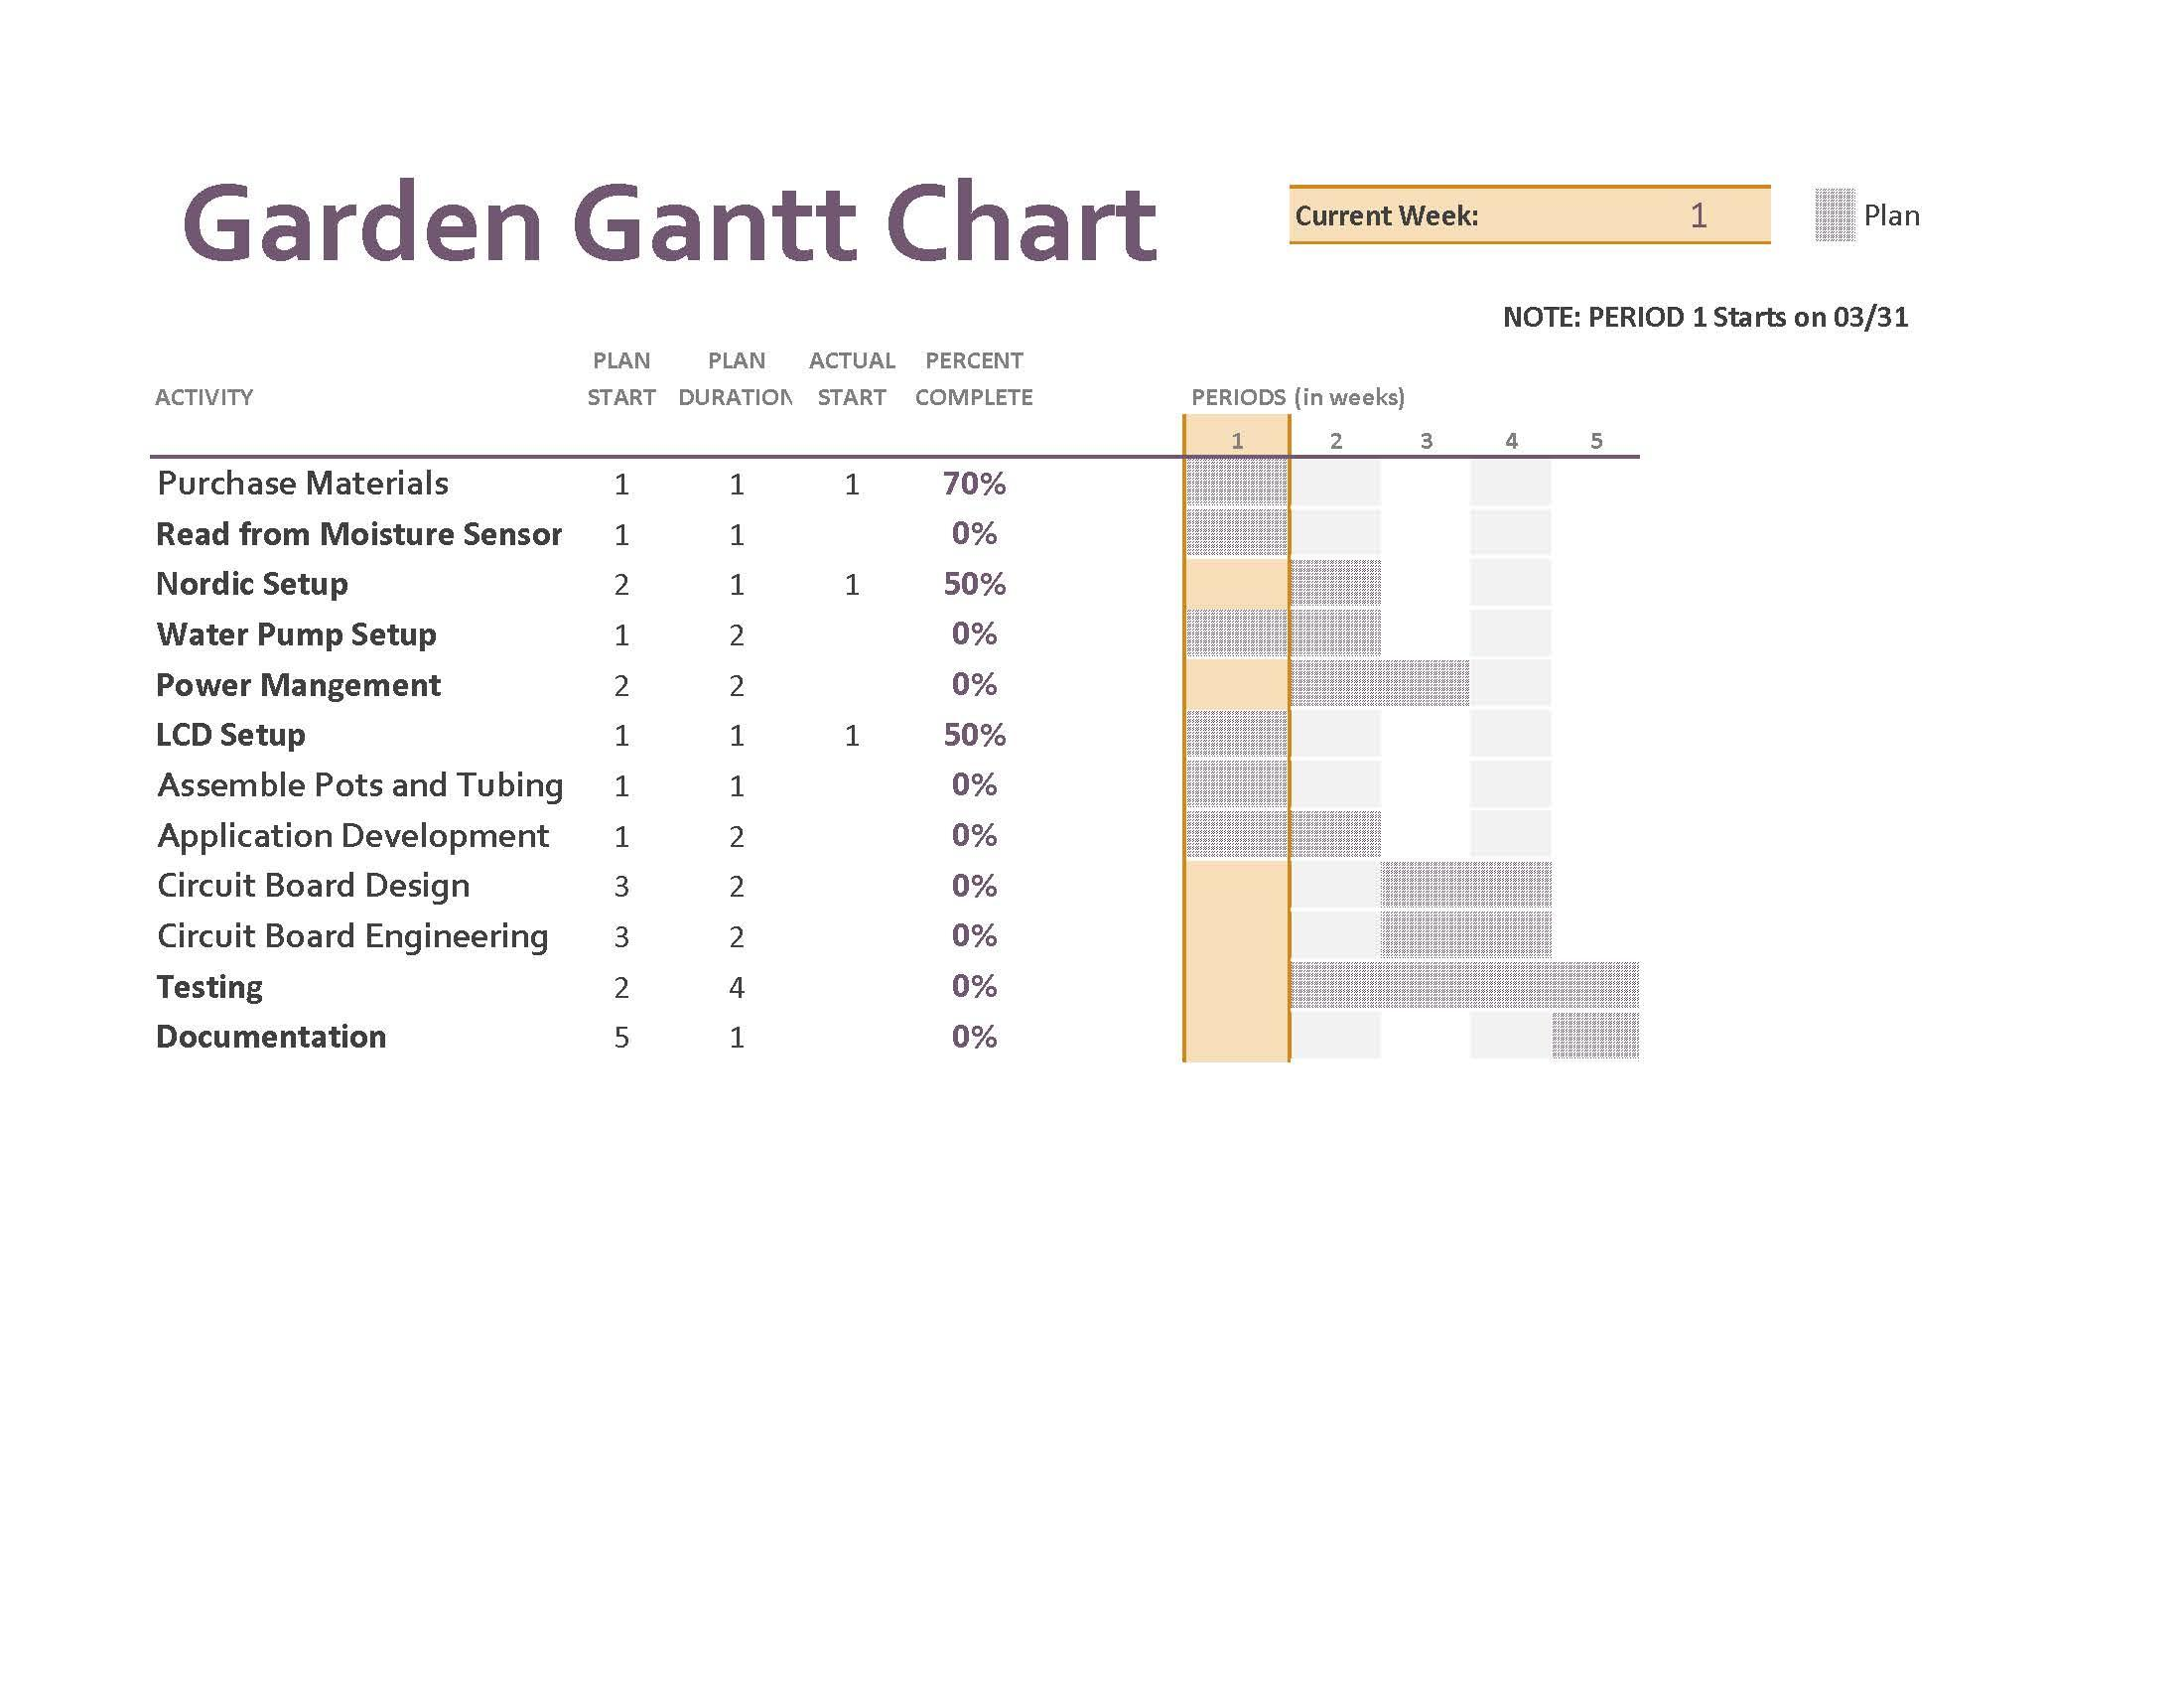 Garden Gantt Chart
Current Week: 1
Plan
NOTE: PERIOD 1 Starts on 03/31
PLAN PLAN ACTUAL PERCENT
ACTIVITY START DURATION START COMPLETE PERIODS (in weeks)
1 2 3 4 5
Purchase Materials 1 1 1 70%
Read from Moisture Sensor 1 1 0%
Nordic Setup 2 1 1 50%
Water Pump Setup 1 2 0%
Power Mangement 2 2 0%
LCD Setup 1 1 1 50%
Assemble Pots and Tubing 1 1 0%
Application Development 1 2 0%
Circuit Board Design 3 2 0%
Circuit Board Engineering 3 2 0%
Testing 2 4 0%
Documentation 5 1 0%